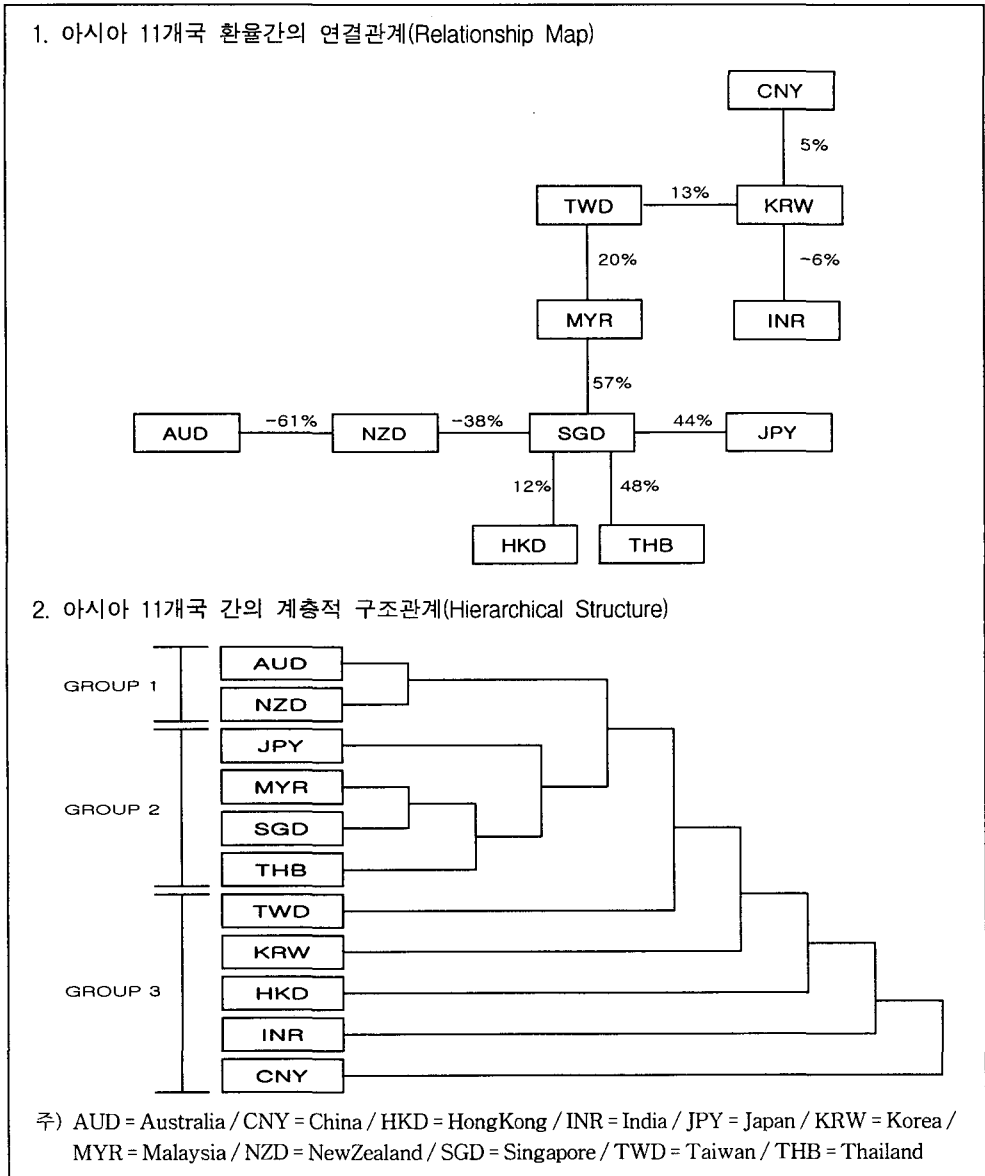 1. 아시아 11개국 환율간의 연결관계(Relationship Map)
CNY
5%
TWD
13%
KRW
20%
-6%
MYR
INR
57%
AUD
-61%
NZD
-38%
SGD
44%
JPY
12%
48%
HKD
THB
2. 아시아 11개국 간의 계층적 구조관계(Hierarchical Structure)
GROUP 1
AUD
NZD
GROUP 2
JPY
MYR
SGD
THB
GROUP 3
TWD
KRW
HKD
INR
CNY
주) AUD = Australia / CNY = China / HKD = HongKong / INR = India / JPY = Japan / KRW = Korea /
MYR = Malaysia / NZD = NewZealand / SGD = Singapore / TWD = Taiwan / THB = Thailand